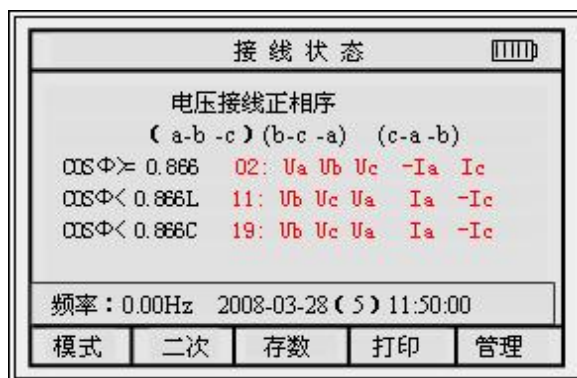 接线状态
电压接线正相序
( a-b -c ) (b-c -a) (c-a -b)
COSΦ>= 0.866 02: Ua Ub Uc -Ia Ic
COSΦ< 0.866L 11: Ub Uc Ua Ia -Ic
COSΦ< 0.866C 19: Ub Uc Ua Ia -Ic
频率：0.00Hz 2008-03-28 ( 5 ) 11:50:00
模式 二次 存数 打印 管理